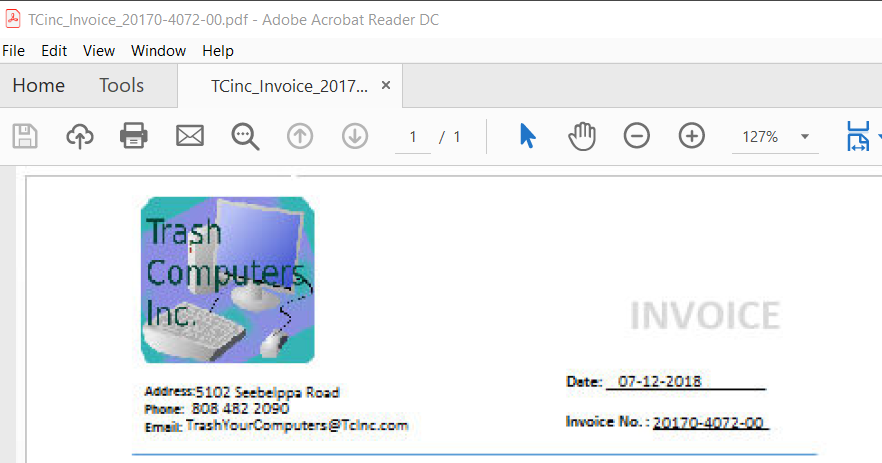 TCinc_Invoice_20170-4072-00.pdf - Adobe Acrobat Reader DC
File Edit View Window Help
Home Tools TCinc_Invoice_2017... ×
1 / 1 127%
Trash
Computers
Inc.
INVOICE
Address:5102 Seebelppa Road
Phone: 808 482 2090
Email: TrashYourComputers@TcInc.com
Date: 07-12-2018
Invoice No. : 20170-4072-00